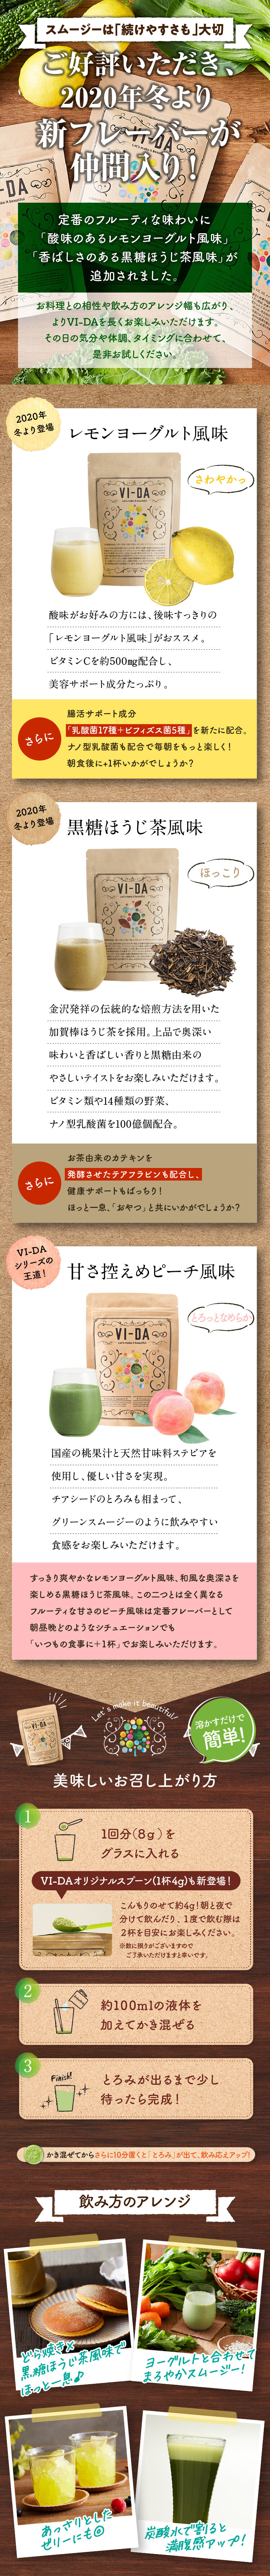 スムージーは「続けやすさも」大切
ご好評いただき、
2020年冬より
新フレーバーが
仲間入り！
定番のフルーティな味わいに
「酸味のあるレモンヨーグルト風味」
「香ばしさのある黒糖ほうじ茶風味」が
追加されました。
お料理との相性や飲み方のアレンジ幅も広がり、
よりVI-DAを長くお楽しみいただけます。
その日の気分や体調、タイミングに合わせて、
是非お試しください。
2020年
冬より登場
レモンヨーグルト風味
さわやかっ
VI-DA
酸味がお好みの方には、後味すっきりの
「レモンヨーグルト風味」がおススメ。
ビタミンCを約500mg配合し、
美容サポート成分たっぷり。
さらに
腸活サポート成分
「乳酸菌17種＋ビフィズス菌5種」を新たに配合。
ナノ型乳酸菌も配合で毎朝をもっと楽しく！
朝食後に+1杯いかがでしょうか？
2020年
冬より登場
黒糖ほうじ茶風味
ほっこり
VI-DA
金沢発祥の伝統的な焙煎方法を用いた
加賀棒ほうじ茶を採用。上品で奥深い
味わいと香ばしい香りと黒糖由来の
やさしいテイストをお楽しみいただけます。
ビタミン類や14種類の野菜、
ナノ型乳酸菌を100億個配合。
さらに
お茶由来のカテキンを
発酵させたテアフラビンも配合し、
健康サポートもばっちり！
ほっと一息、「おやつ」と共にいかがでしょうか？
VI-DA
シリーズの
王道！
甘さ控えめピーチ風味
とろっとなめらか
VI-DA
国産の桃果汁と天然甘味料ステビアを
使用し、優しい甘さを実現。
チアシードのとろみも相まって、
グリーンスムージーのように飲みやすい
食感をお楽しみいただけます。
すっきり爽やかなレモンヨーグルト風味、和風な奥深さを
楽しめる黒糖ほうじ茶風味。この二つとは全く異なる
フルーティな甘さのピーチ風味は定番フレーバーとして
朝昼晩とどのようなシチュエーションでも
「いつもの食事に＋1杯」でお楽しみいただけます。
Let's make it beautiful!
溶かすだけで
簡単！
美味しいお召し上がり方
1
1回分（8g）を
グラスに入れる
VI-DAオリジナルスプーン(1杯4g)も新登場！
こんもりのせて約4g！朝と夜で
分けて飲んだり、1度で飲む際は
2杯を目安にお楽しみください。
※数に限りがございますので
ご了承いただけますと幸いです。
2
約100mlの液体を
加えてかき混ぜる
3
Finish!
とろみが出るまで少し
待ったら完成！
かき混ぜてからさらに10分置くと「とろみ」が出て、飲み応えアップ！
飲み方のアレンジ
どら焼き×
黒糖ほうじ茶風味で
ほっと一息♪
ヨーグルトと合わせて
まろやかスムージー！
あっさりとした
ゼリーにも◎
炭酸水で割ると
満腹感アップ！